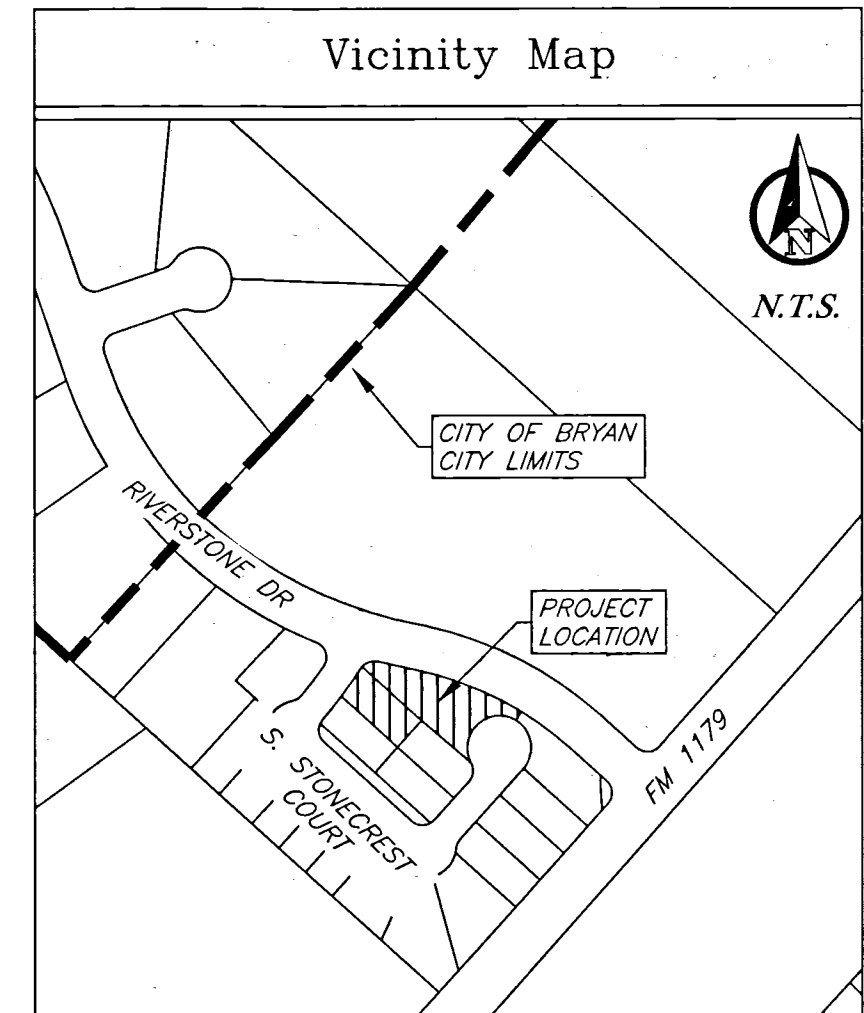 Vicinity Map
N
N.T.S.
CITY OF BRYAN
CITY LIMITS
RIVERSTONE DR
PROJECT
LOCATION
S. STONECREST
COURT
FM 1179